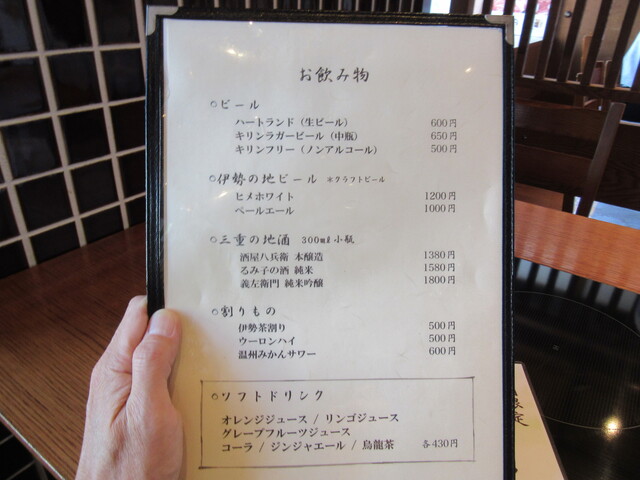 お飲み物
○ビール
ハートランド（生ビール） 600円
キリンラガービール（中瓶） 650円
キリンフリー（ノンアルコール） 500円
○伊勢の地ビール ＊クラフトビール
ヒメホワイト 1200円
ペールエール 1000円
○三重の地酒 300mℓ小瓶
酒屋八兵衛 本醸造 1380円
るみ子の酒 純米 1580円
義左衛門 純米吟醸 1800円
○割りもの
伊勢茶割り 500円
ウーロンハイ 500円
温州みかんサワー 600円
○ソフトドリンク
オレンジジュース / リンゴジュース
グレープフルーツジュース
コーラ / ジンジャエール / 烏龍茶 各430円